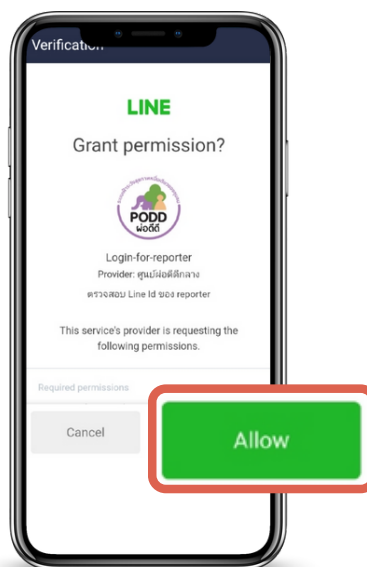 Verification
LINE
Grant permission?
PODD
ผ่อดีดี
Login-for-reporter
Provider: ศูนย์ผ่อดีดีกลาง
ตรวจสอบ Line Id ของ reporter
This service's provider is requesting the
following permissions.
Required permissions
Cancel
Allow